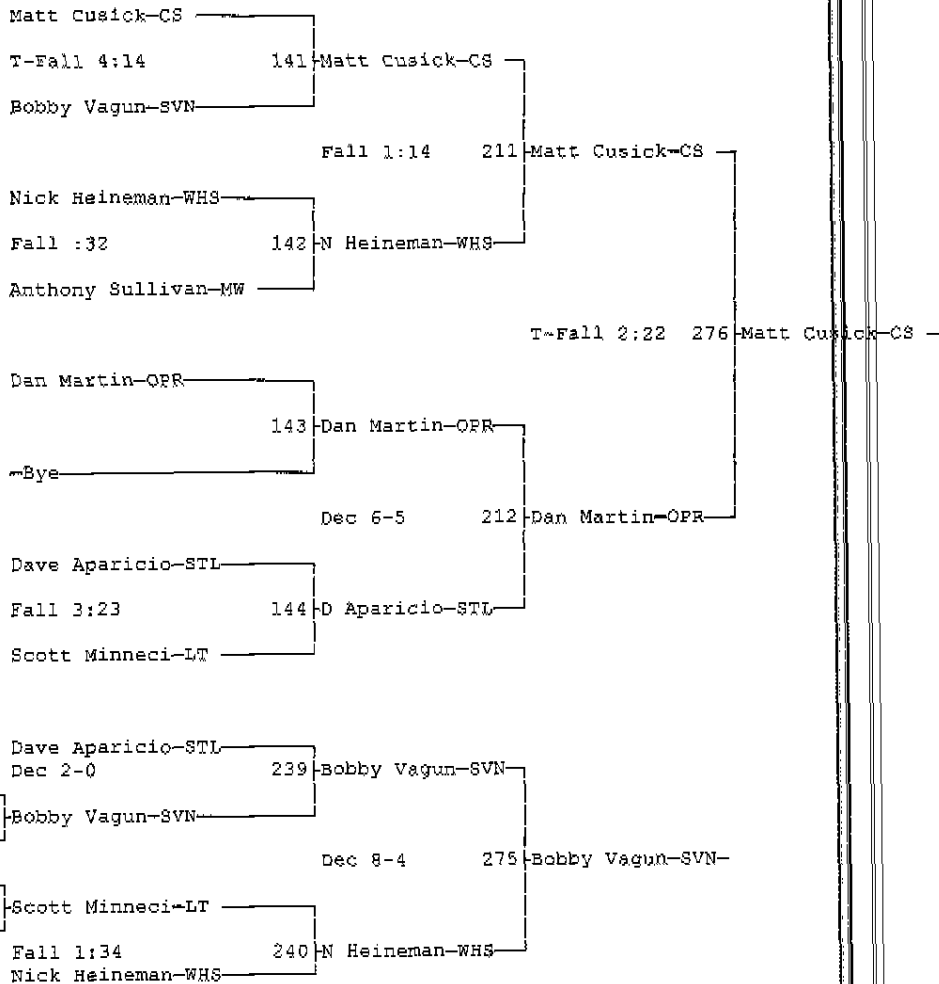 Matt Cusick-CS
T-Fall 4:14 141 Matt Cusick-CS
Bobby Vagun-SVN
Fall 1:14 211 Matt Cusick-CS
Nick Heineman-WHS
Fall :32 142 N Heineman-WHS
Anthony Sullivan-MW
T-Fall 2:22 276 Matt Cusick-CS
Dan Martin-OPR
143 Dan Martin-OPR
-Bye
Dec 6-5 212 Dan Martin-OPR
Dave Aparicio-STL
Fall 3:23 144 D Aparicio-STL
Scott Minneci-LT
Dave Aparicio-STL
Dec 2-0 239 Bobby Vagun-SVN
Bobby Vagun-SVN
Dec 8-4 275 Bobby Vagun-SVN
Scott Minneci-LT
Fall 1:34 240 N Heineman-WHS
Nick Heineman-WHS